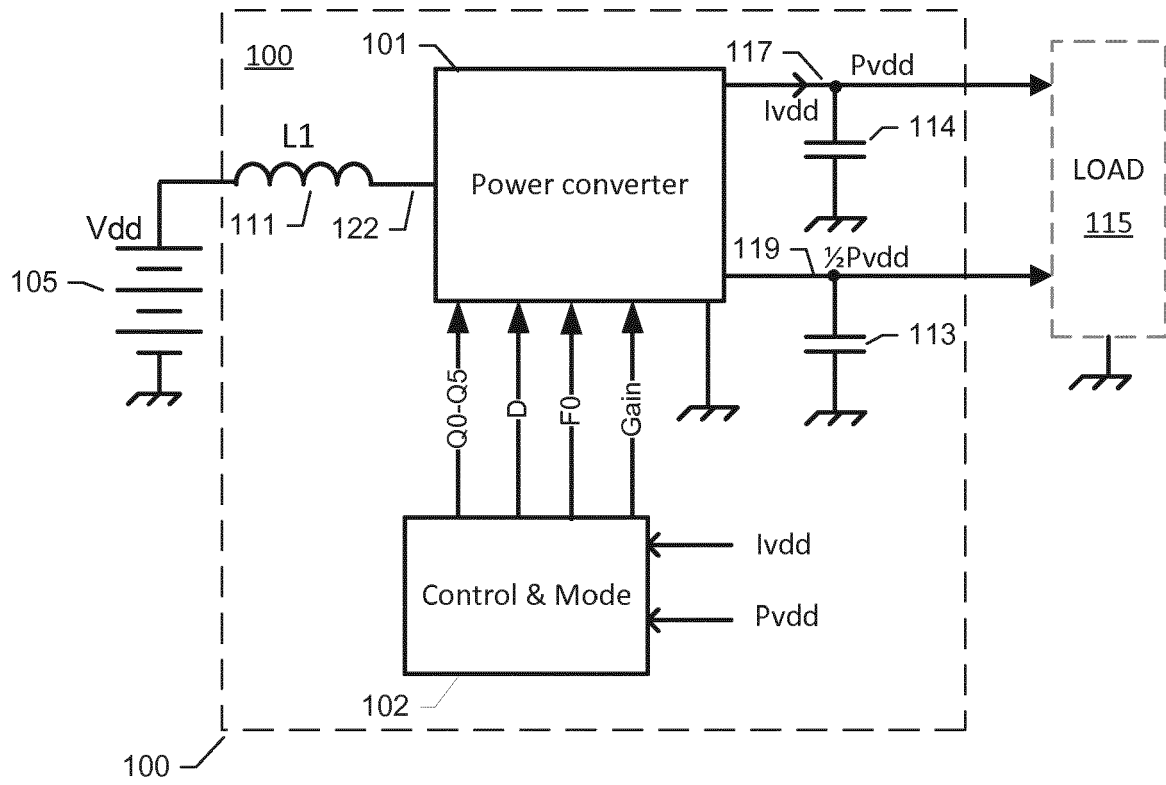 101
100
117
Pvdd
Ivdd
114
L1
Power converter
LOAD
115
111
122
Vdd
105
119
½Pvdd
113
Q0-Q5
D
F0
Gain
Ivdd
Control & Mode
Pvdd
102
100